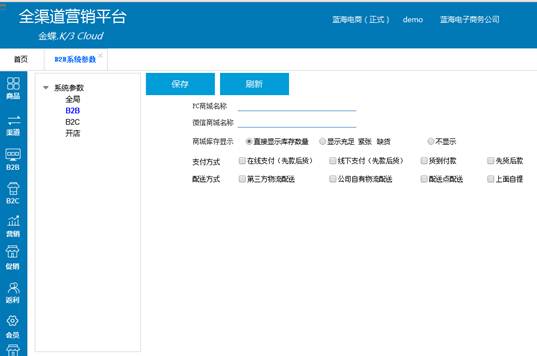 全渠道营销平台
金蝶,K/3 Cloud
蓝海电商（正式） demo 蓝海电子商务公司
首页 B2B系统参数
商品
渠道
B2B
B2C
营销
促销
返利
会员
系统参数
全局
B2B
B2C
开店
保存 刷新
PC商城名称
微信商城名称
商城库存显示 直接显示库存数量 显示充足 紧张 缺货 不显示
支付方式 在线支付（先款后货） 线下支付（先款后货） 货到付款 先货后款
配送方式 第三方物流配送 公司自有物流配送 配送点配送 上面自提